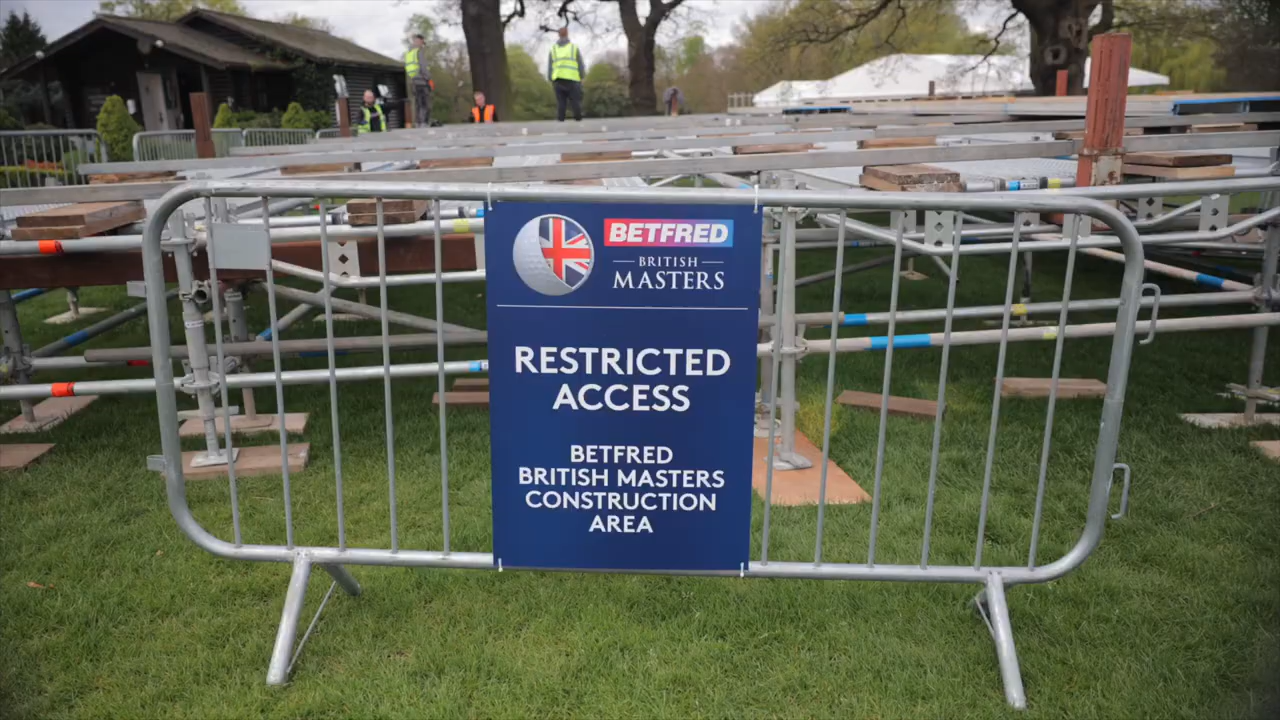 BETFRED
BRITISH
MASTERS
RESTRICTED
ACCESS
BETFRED
BRITISH MASTERS
CONSTRUCTION
AREA